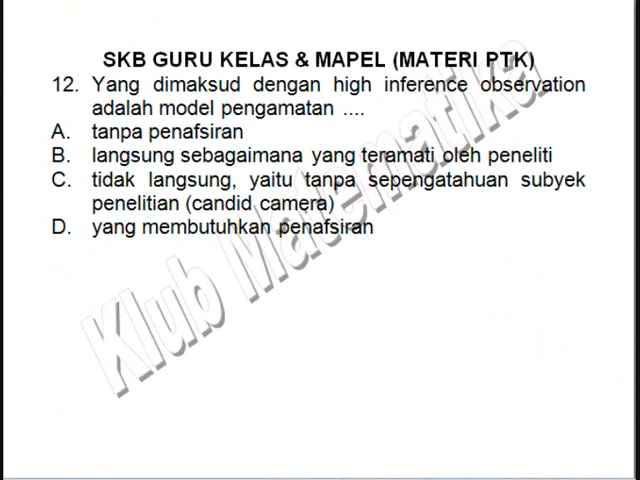 SKB GURU KELAS & MAPEL (MATERI PTK)
12. Yang dimaksud dengan high inference observation
adalah model pengamatan ....
A. tanpa penafsiran
B. langsung sebagaimana yang teramati oleh peneliti
C. tidak langsung, yaitu tanpa sepengatahuan subyek
penelitian (candid camera)
D. yang membutuhkan penafsiran
Klub Matematika